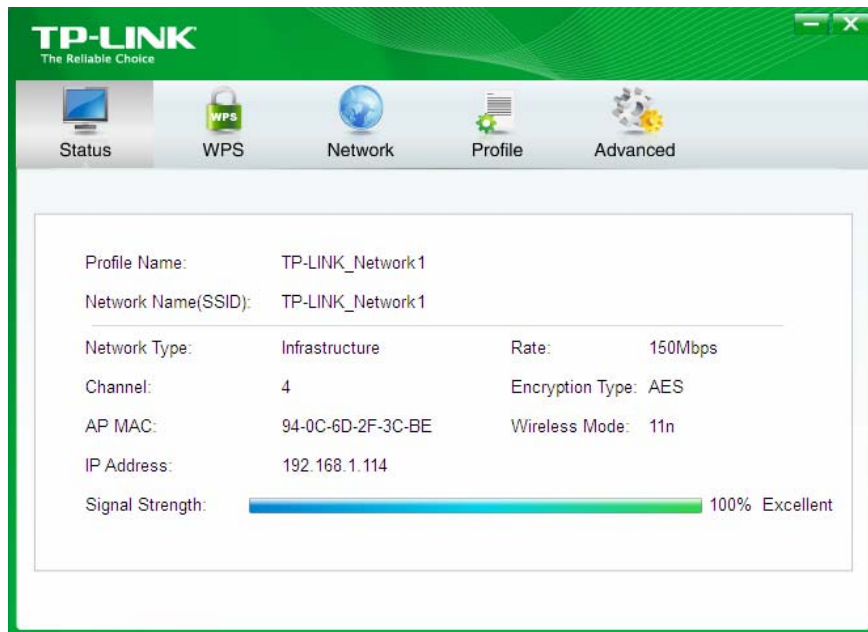 TP-LINK
The Reliable Choice
WPS
Status WPS Network Profile Advanced
Profile Name: TP-LINK_Network1
Network Name(SSID): TP-LINK_Network1
Network Type: Infrastructure Rate: 150Mbps
Channel: 4 Encryption Type: AES
AP MAC: 94-0C-6D-2F-3C-BE Wireless Mode: 11n
IP Address: 192.168.1.114
Signal Strength: 100% Excellent